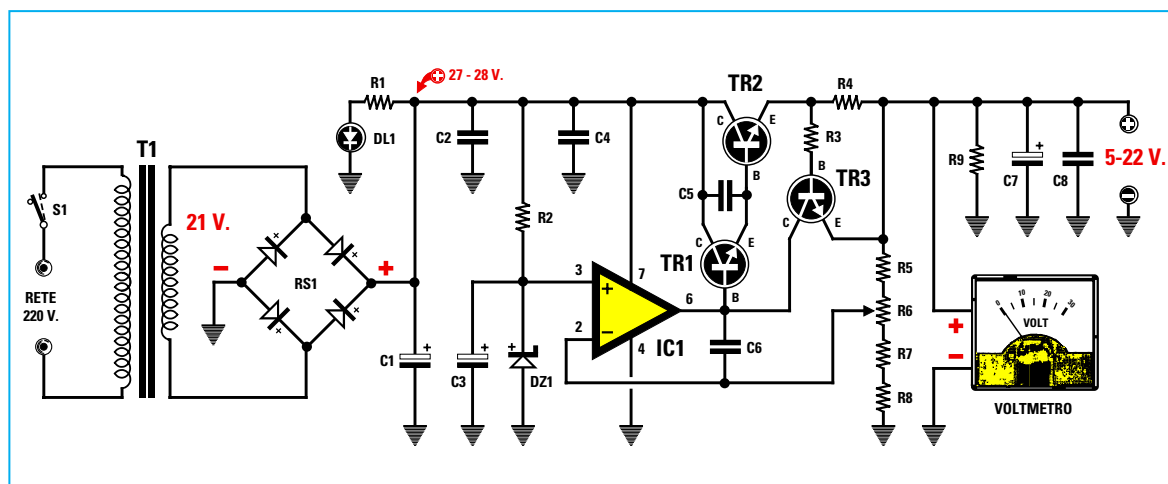 R1
+ 27 - 28 V.
TR2
R4
C
E
DL1
C2
C4
R3
B
B
T1
C5
TR3
R9
C7
+
C8
+
5-22 V.
−
S1
21 V.
R2
C
E
C
E
TR1
B
R5
−
+
RS1
RETE
220 V.
3
+
7
6
R6
2
−
4
IC1
C6
0
10
20
30
VOLT
+
−
C1
+
C3
+
+
DZ1
R7
R8
VOLTMETRO